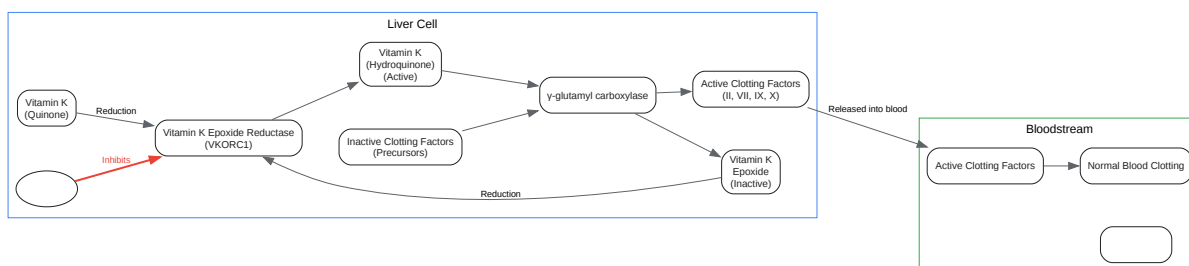 Liver Cell
Vitamin K
(Quinone)
Reduction
Inhibits
Vitamin K Epoxide Reductase
(VKORC1)
Vitamin K
(Hydroquinone)
(Active)
Inactive Clotting Factors
(Precursors)
γ-glutamyl carboxylase
Active Clotting Factors
(II, VII, IX, X)
Vitamin K
Epoxide
(Inactive)
Reduction
Released into blood
Bloodstream
Active Clotting Factors
Normal Blood Clotting